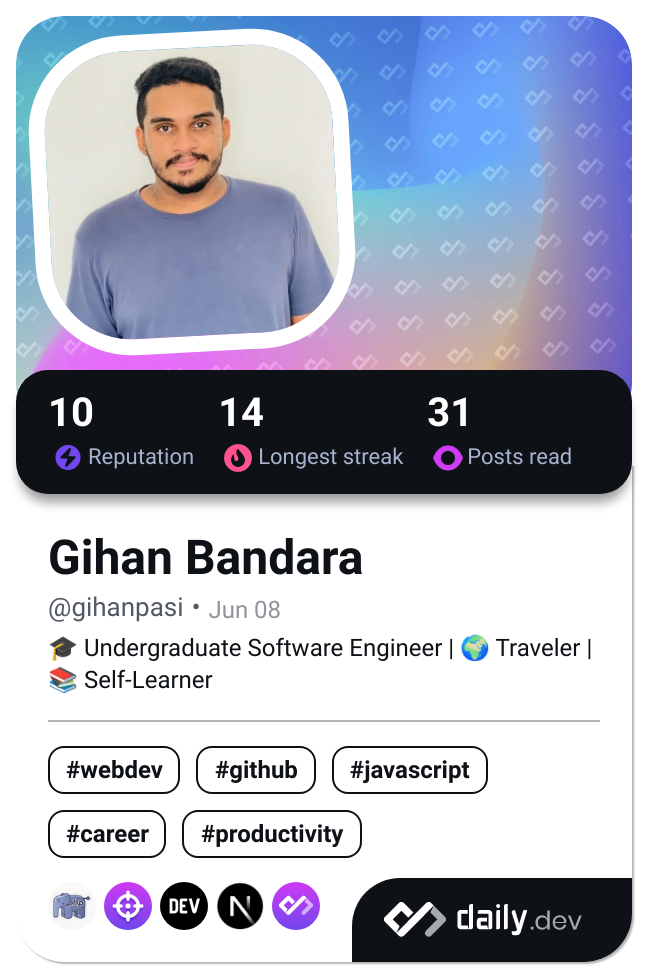 10 14 31
Reputation Longest streak Posts read
Gihan Bandara
@gihanpasi • Jun 08
🎓 Undergraduate Software Engineer | 🌍 Traveler |
📚 Self-Learner
#webdev #github #javascript
#career #productivity
php DEV N daily.dev